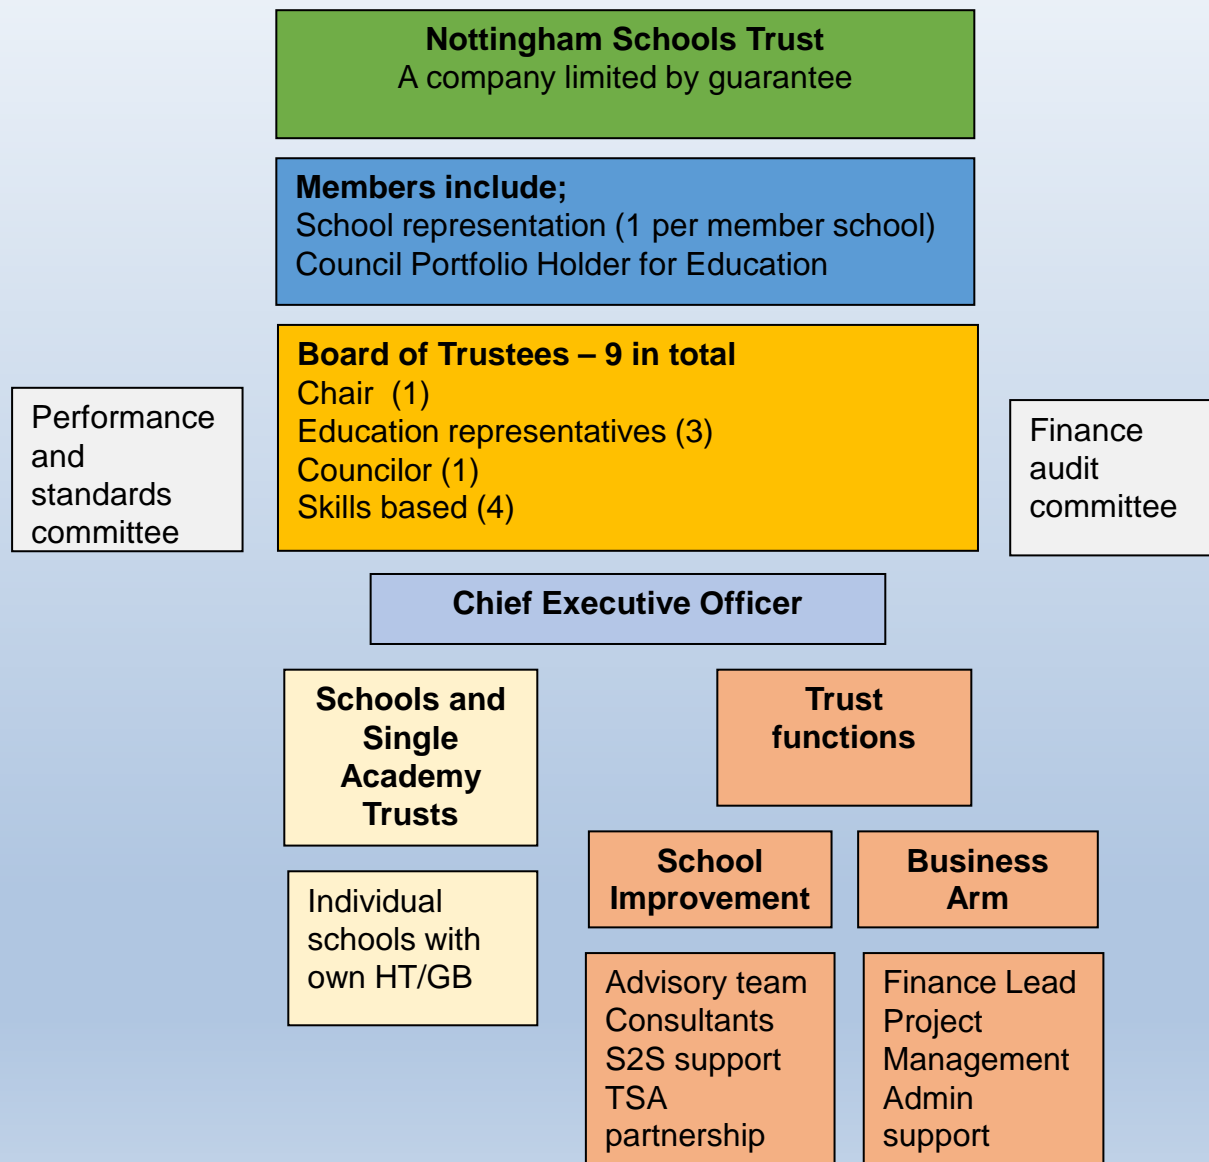 Nottingham Schools Trust
A company limited by guarantee
Members include;
School representation (1 per member school)
Council Portfolio Holder for Education
Board of Trustees – 9 in total
Chair  (1)
Education representatives (3)
Councilor (1)
Skills based (4)
Performance
and
standards
committee
Finance
audit
committee
Chief Executive Officer
Schools and
Single
Academy
Trusts
Individual
schools with
own HT/GB
Trust
functions
School
Improvement
Advisory team
Consultants
S2S support
TSA
partnership
Business
Arm
Finance Lead
Project
Management
Admin
support